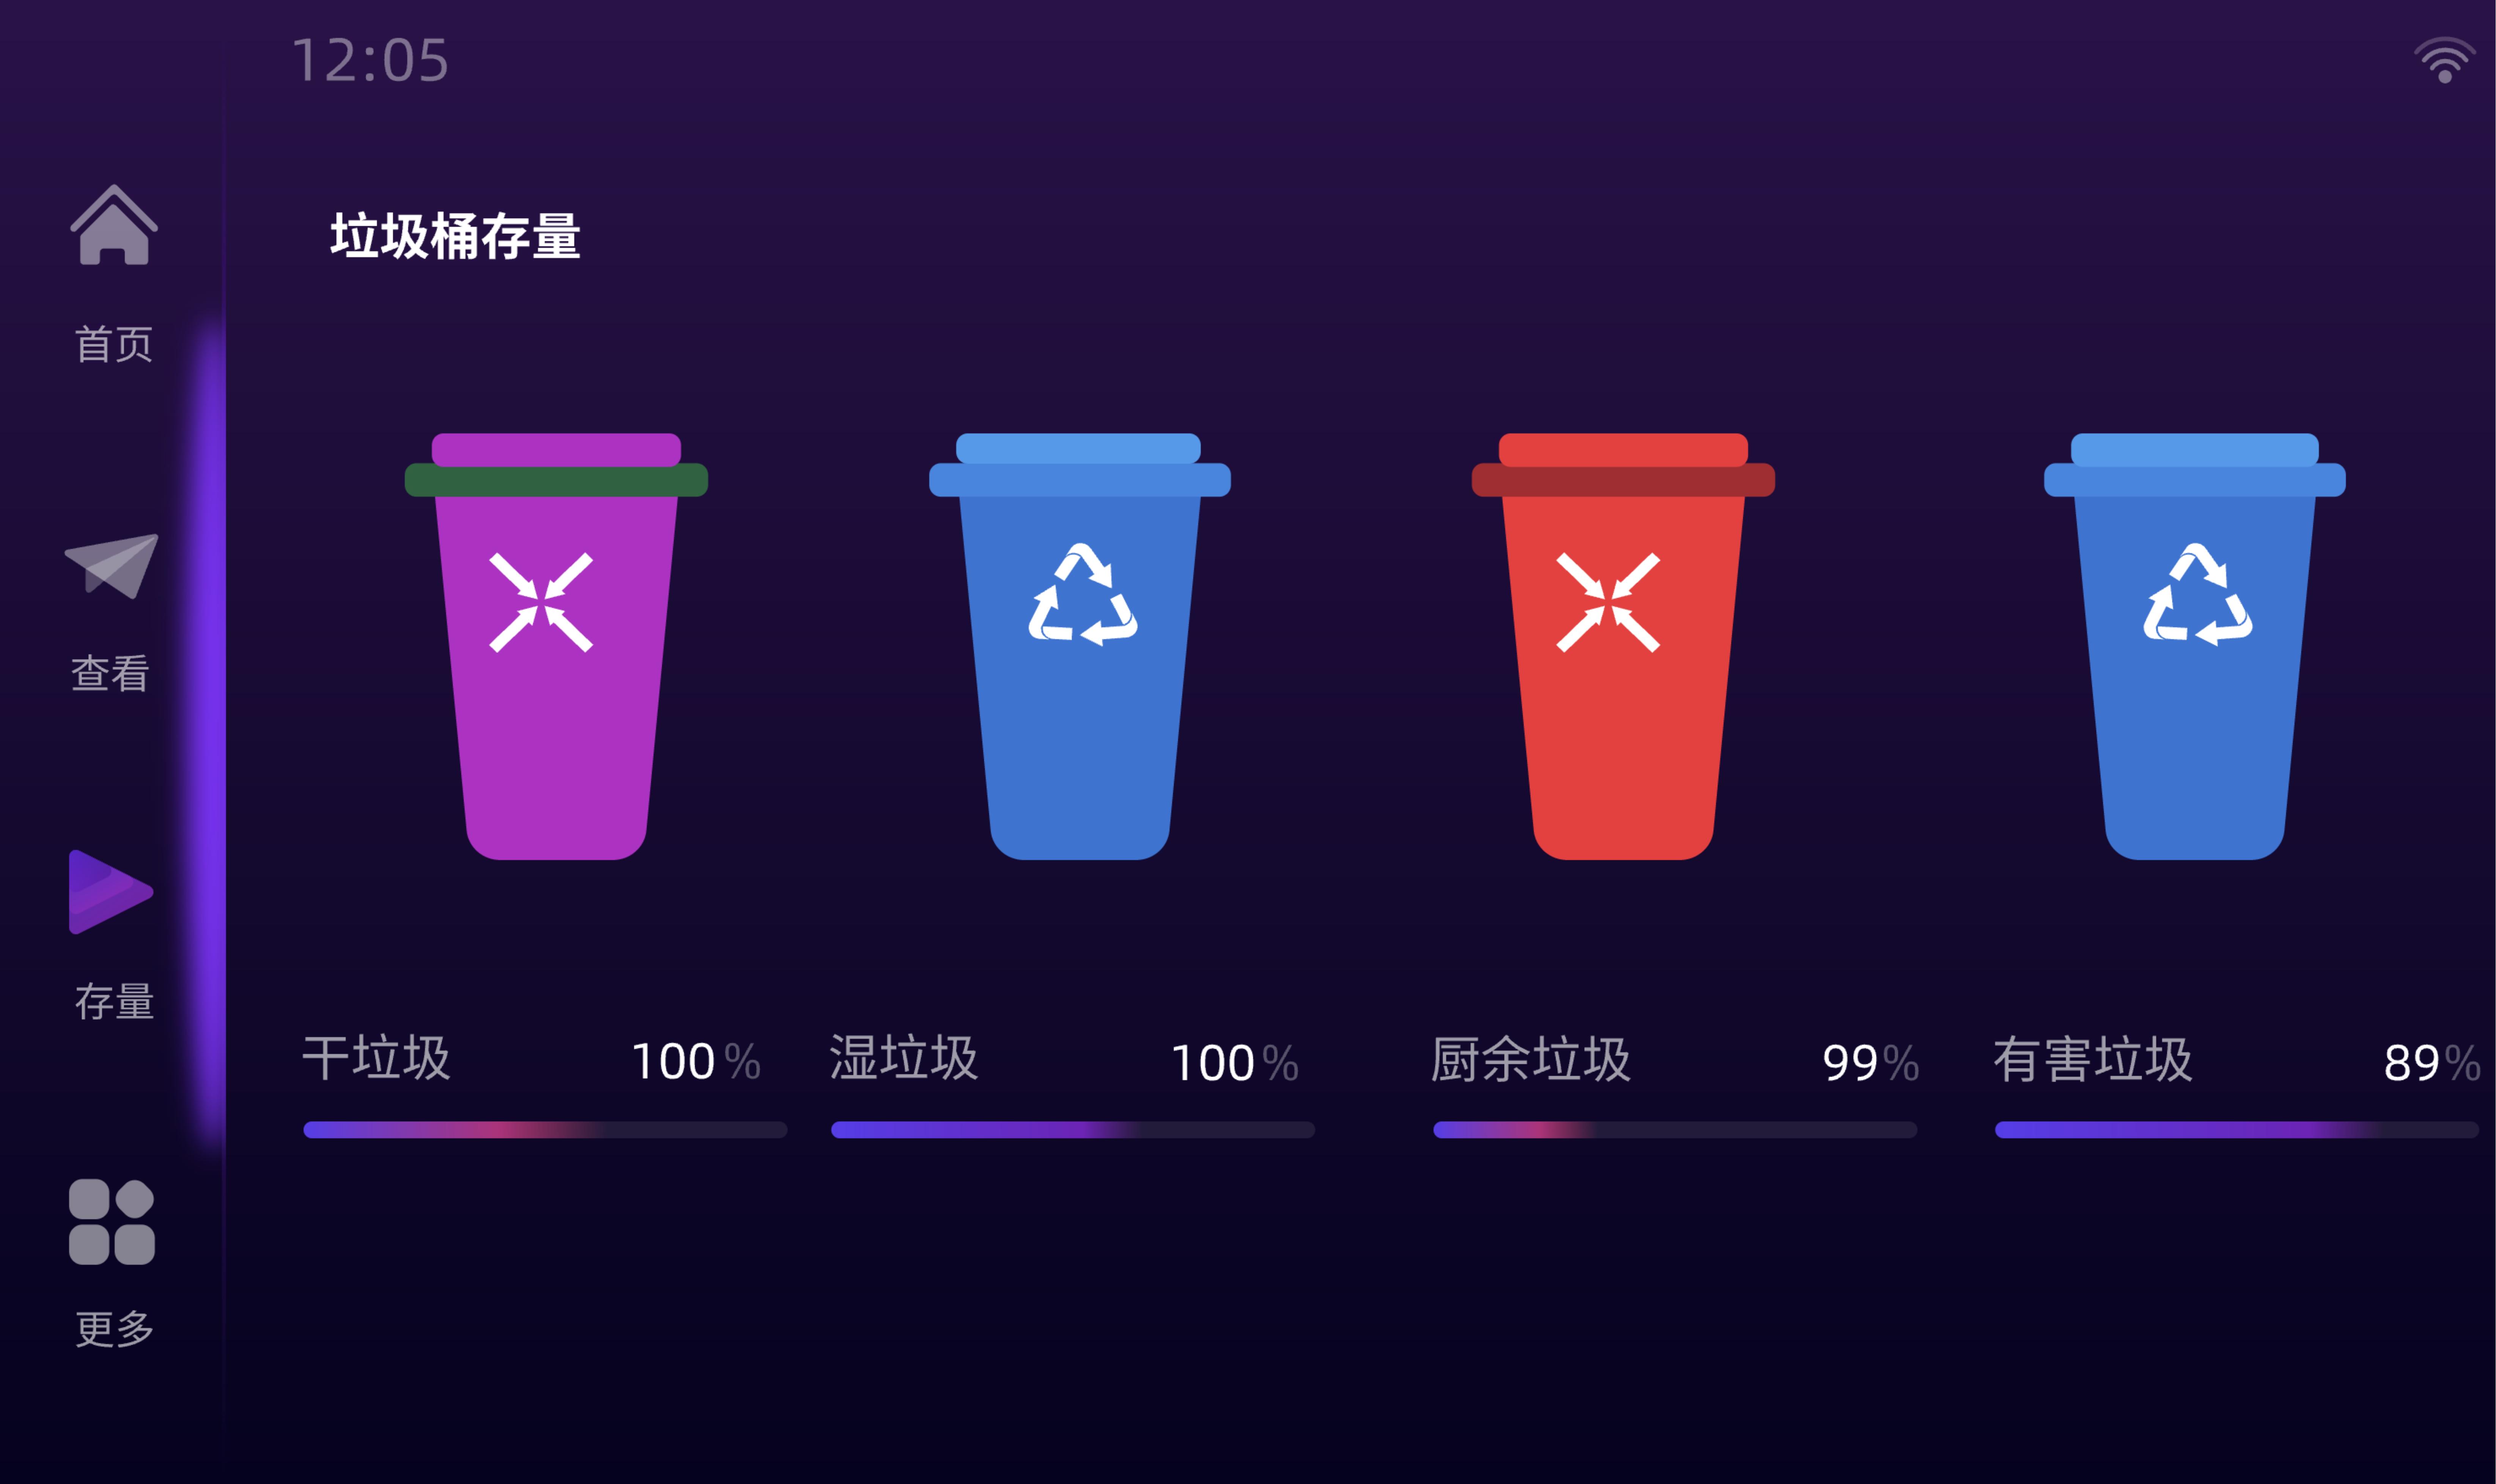 12:05
垃圾桶存量
首页
查看
存量
更多
干垃圾 100%
湿垃圾 100%
厨余垃圾 99%
有害垃圾 89%